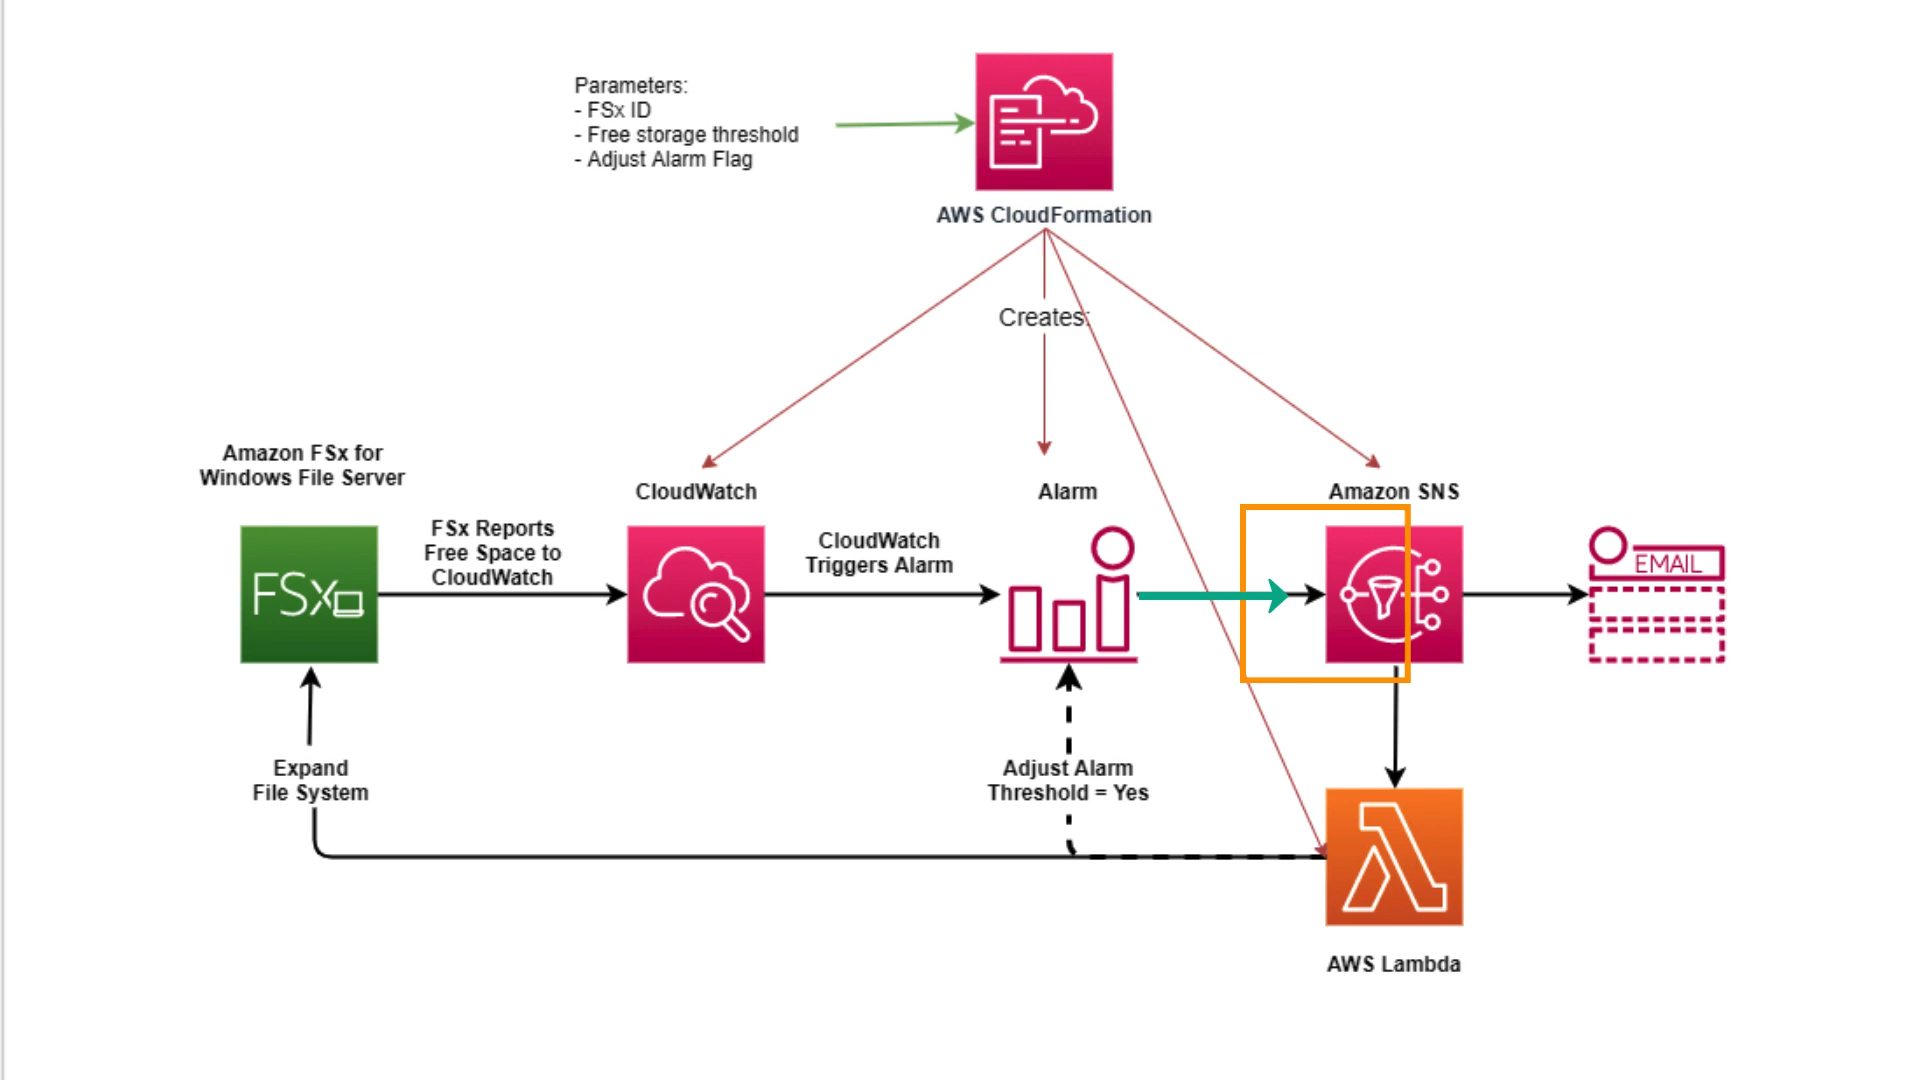 Parameters:
- FSx ID
- Free storage threshold
- Adjust Alarm Flag
AWS CloudFormation
Creates:
Amazon FSx for
Windows File Server
CloudWatch
Alarm
Amazon SNS
FSx Reports
Free Space to
CloudWatch
CloudWatch
Triggers Alarm
FSx
EMAIL
Expand
File System
Adjust Alarm
Threshold = Yes
AWS Lambda